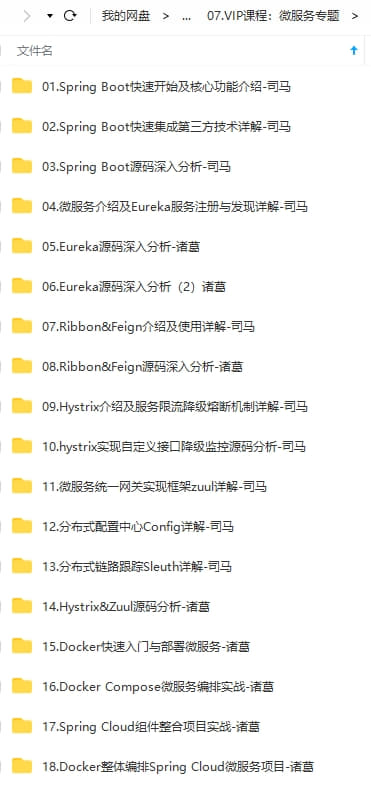 我的网盘 > ... 07.VIP课程：微服务专题 >
文件名
01.Spring Boot快速开始及核心功能介绍-司马
02.Spring Boot快速集成第三方技术详解-司马
03.Spring Boot源码深入分析-司马
04.微服务介绍及Eureka服务注册与发现详解-司马
05.Eureka源码深入分析-诸葛
06.Eureka源码深入分析（2）诸葛
07.Ribbon&Feign介绍及使用详解-司马
08.Ribbon&Feign源码深入分析-诸葛
09.Hystrix介绍及服务限流降级熔断机制详解-司马
10.hystrix实现自定义接口降级监控源码分析-司马
11.微服务统一网关实现框架zuul详解-司马
12.分布式配置中心Config详解-司马
13.分布式链路跟踪Sleuth详解-司马
14.Hystrix&Zuul源码分析-诸葛
15.Docker快速入门与部署微服务-诸葛
16.Docker Compose微服务编排实战-诸葛
17.Spring Cloud组件整合项目实战-诸葛
18.Docker整体编排Spring Cloud微服务项目-诸葛